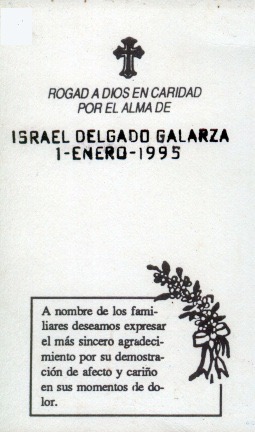 ROGAD A DIOS EN CARIDAD
POR EL ALMA DE
ISRAEL DELGADO GALARZA
1-ENERO-1995
A nombre de los fami-
liares deseamos expresar
el más sincero agradeci-
miento por su demostra-
ción de afecto y cariño
en sus momentos de do-
lor.